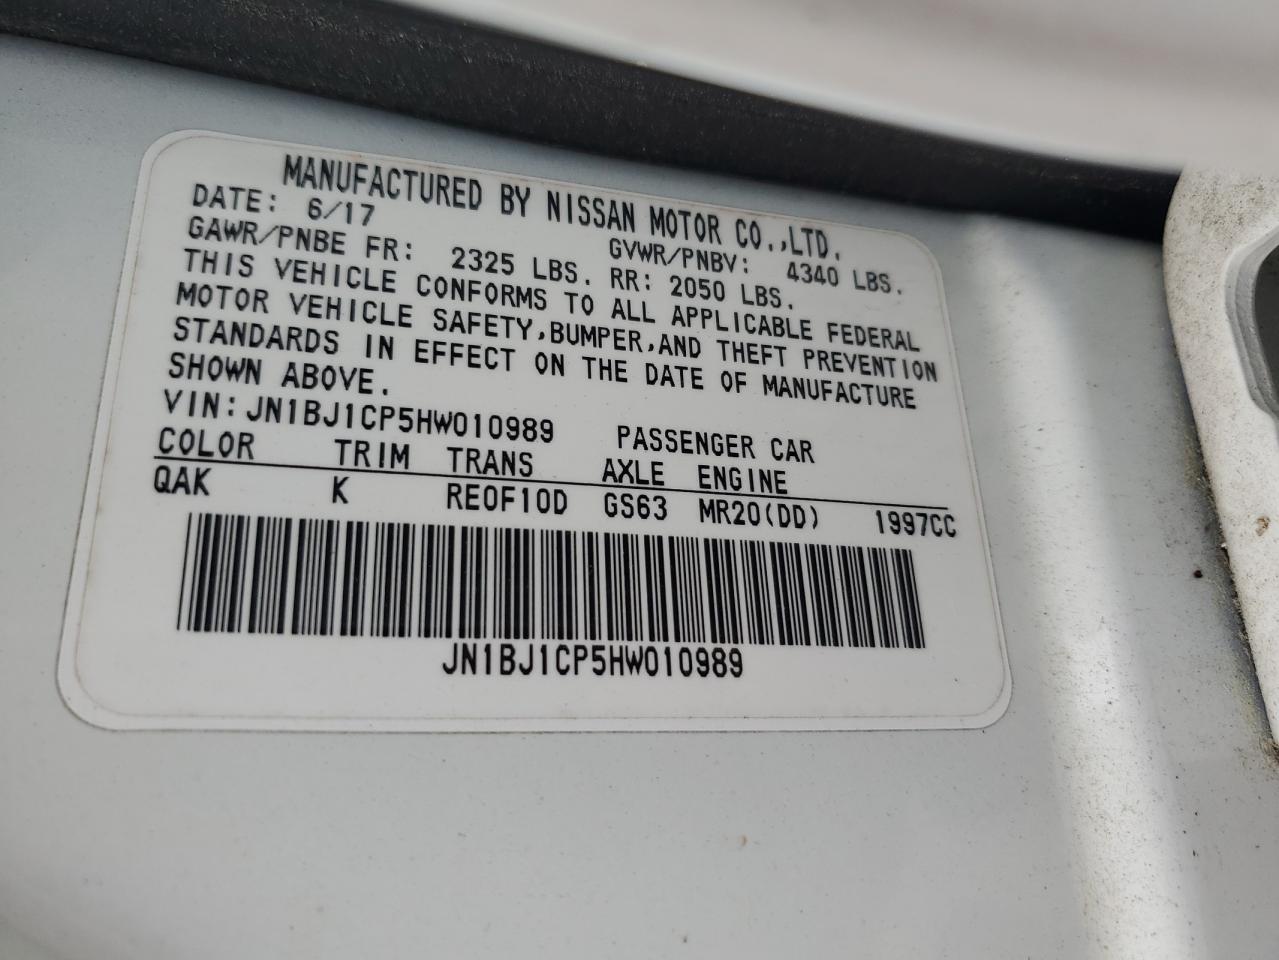 MANUFACTURED BY NISSAN MOTOR CO.,LTD.
DATE: 6/17 GVWR/PNBV: 4340 LBS.
GAWR/PNBE FR: 2325 LBS. RR: 2050 LBS.
THIS VEHICLE CONFORMS TO ALL APPLICABLE FEDERAL
MOTOR VEHICLE SAFETY,BUMPER,AND THEFT PREVENTION
STANDARDS IN EFFECT ON THE DATE OF MANUFACTURE
SHOWN ABOVE.
VIN:JN1BJ1CP5HW010989 PASSENGER CAR
COLOR TRIM TRANS AXLE ENGINE
QAK K RE0F10D GS63 MR20(DD) 1997CC
JN1BJ1CP5HW010989